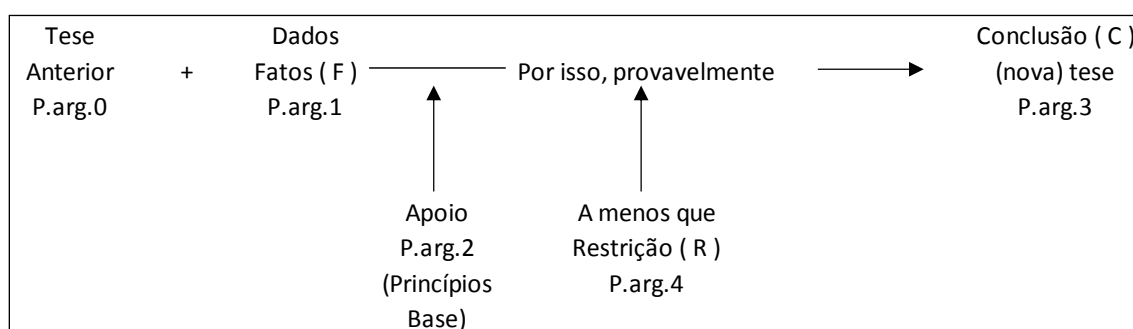 Tese Dados Conclusão ( C )
Anterior + Fatos ( F ) Por isso, provavelmente (nova) tese
P.arg.0 P.arg.1 P.arg.3
Apoio A menos que
P.arg.2 Restrição ( R )
(Princípios P.arg.4
Base)